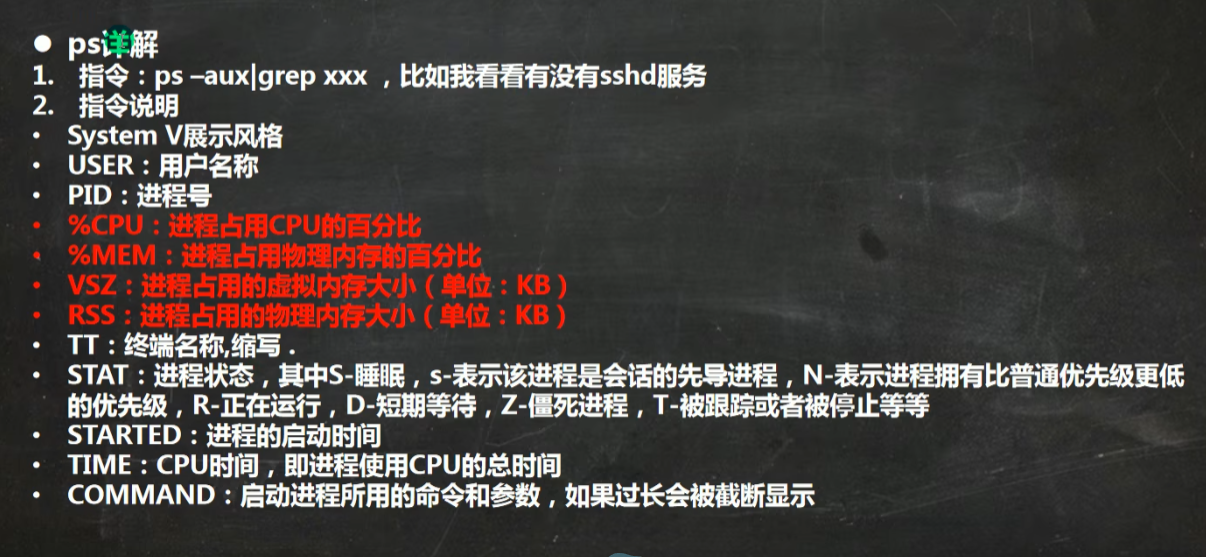 ● ps详解
1. 指令：ps –aux|grep xxx ，比如我看看有没有sshd服务
2. 指令说明
• System V展示风格
• USER：用户名称
• PID：进程号
• %CPU：进程占用CPU的百分比
• %MEM：进程占用物理内存的百分比
• VSZ：进程占用的虚拟内存大小（单位：KB）
• RSS：进程占用的物理内存大小（单位：KB）
• TT：终端名称,缩写．
• STAT：进程状态，其中S-睡眠，s-表示该进程是会话的先导进程，N-表示进程拥有比普通优先级更低
的优先级，R-正在运行，D-短期等待，Z-僵死进程，T-被跟踪或者被停止等等
• STARTED：进程的启动时间
• TIME：CPU时间，即进程使用CPU的总时间
• COMMAND：启动进程所用的命令和参数，如果过长会被截断显示